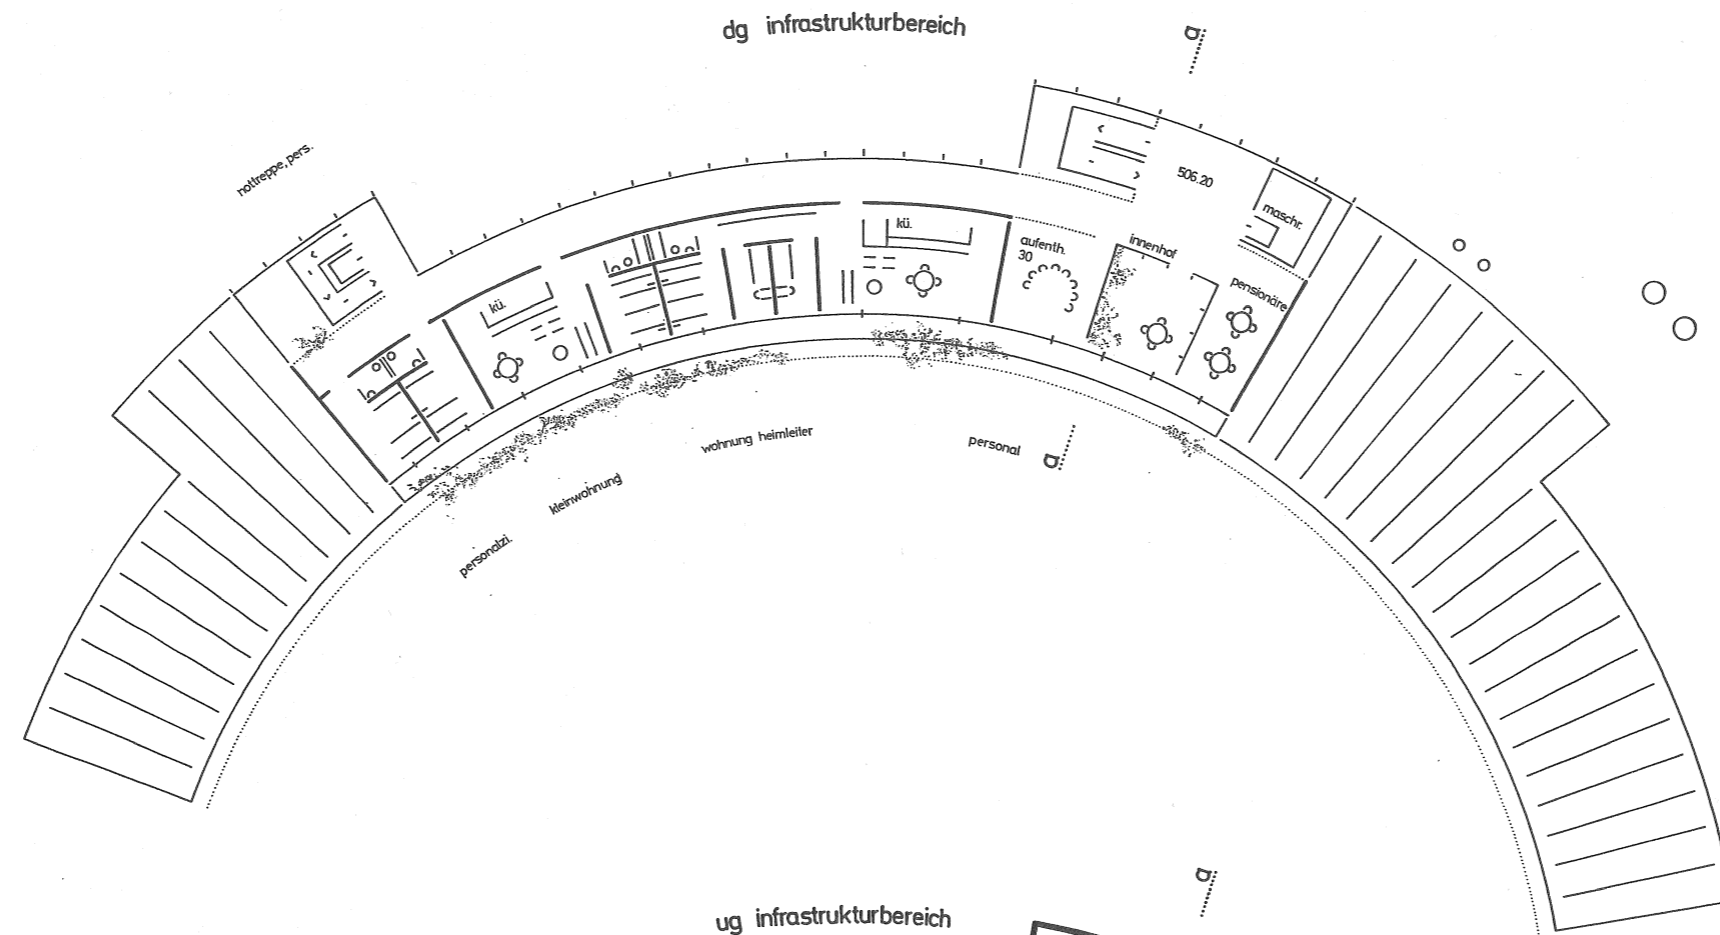 dg infrastrukturbereich
a
nottreppe, pers.
506.20
maschr.
kü.
aufenth.
30
innenhof
pensionäre
kü.
wohnung heimleiter
personal
a
kleinwohnung
personalzi.
a
ug infrastrukturbereich